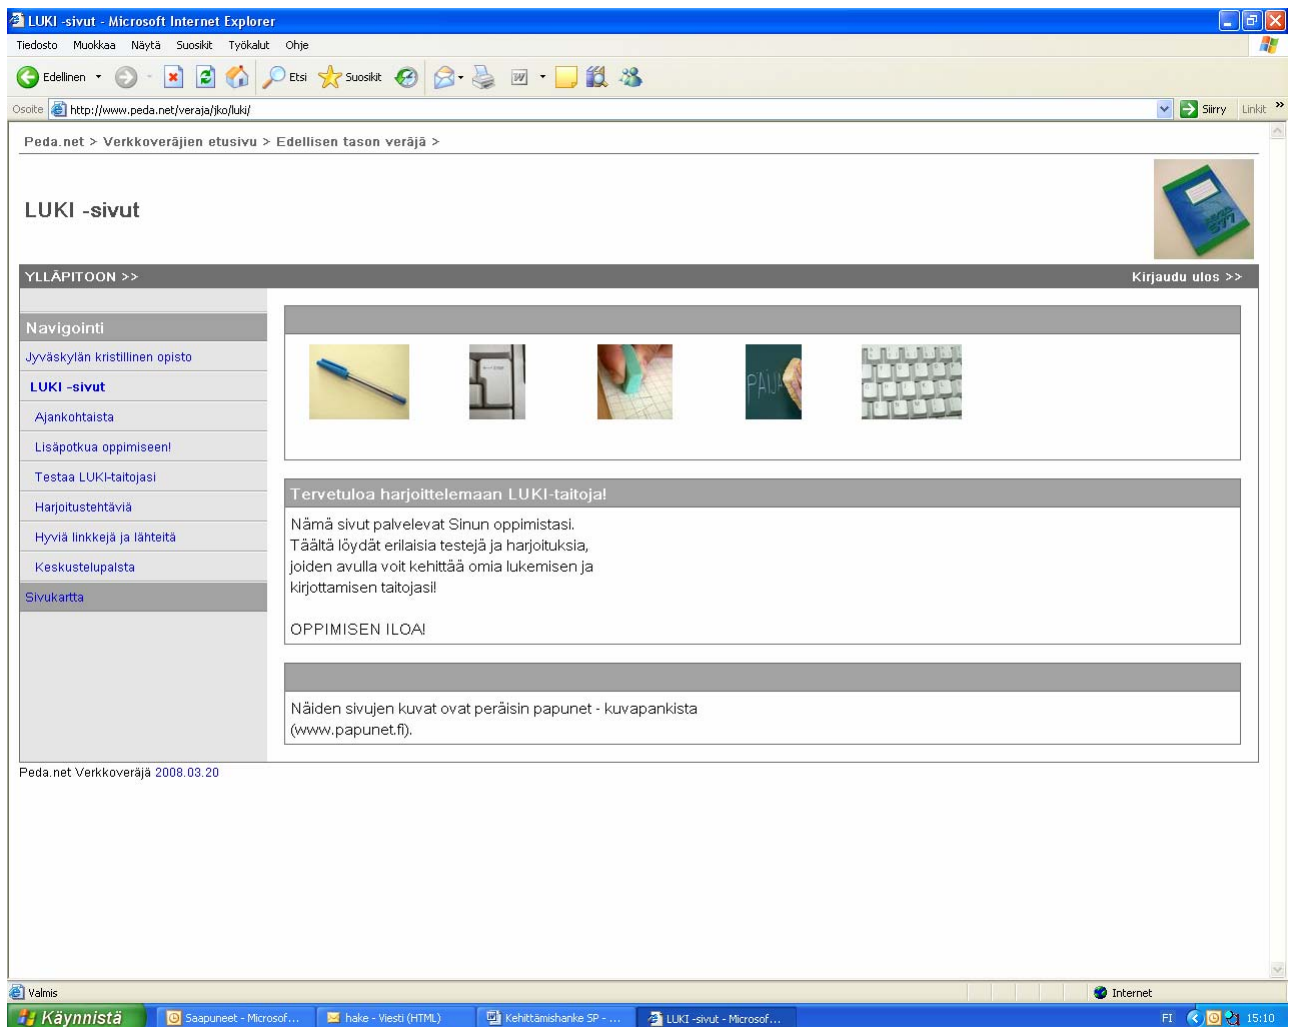 LUKI -sivut - Microsoft Internet Explorer
Tiedosto Muokkaa Näytä Suosikit Työkalut Ohje
Edellinen Etsi Suosikit
Osoite http://www.peda.net/veraja/jko/luki/ Siirry Linkit »
Peda.net > Verkkoveräjien etusivu > Edellisen tason veräjä >
LUKI -sivut
577
YLLÄPITOON >> Kirjaudu ulos >>
Navigointi
Jyväskylän kristillinen opisto
LUKI -sivut
Ajankohtaista
Lisäpotkua oppimiseen!
Testaa LUKI-taitojasi
Harjoitustehtäviä
Hyviä linkkejä ja lähteitä
Keskustelupalsta
Sivukartta
PÄIJÄ
Tervetuloa harjoittelemaan LUKI-taitoja!
Nämä sivut palvelevat Sinun oppimistasi.
Täältä löydät erilaisia testejä ja harjoituksia,
joiden avulla voit kehittää omia lukemisen ja
kirjottamisen taitojasi!
OPPIMISEN ILOA!
Näiden sivujen kuvat ovat peräisin papunet - kuvapankista
(www.papunet.fi).
Peda.net Verkkoveräjä 2008.03.20
Valmis Internet
Käynnistä Saapuneet - Microsof... hake - Viesti (HTML) Kehittämishanke SP - ... LUKI -sivut - Microsof... FI 15:10